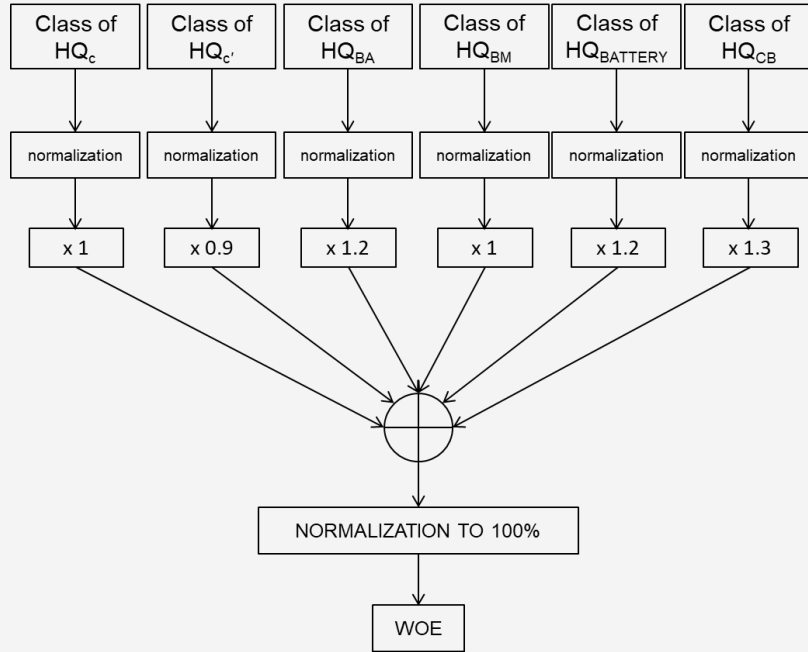 Class of
HQc
Class of
HQc'
Class of
HQBA
Class of
HQBM
Class of
HQBATTERY
Class of
HQCB
normalization
normalization
normalization
normalization
normalization
normalization
x 1
x 0.9
x 1.2
x 1
x 1.2
x 1.3
NORMALIZATION TO 100%
WOE